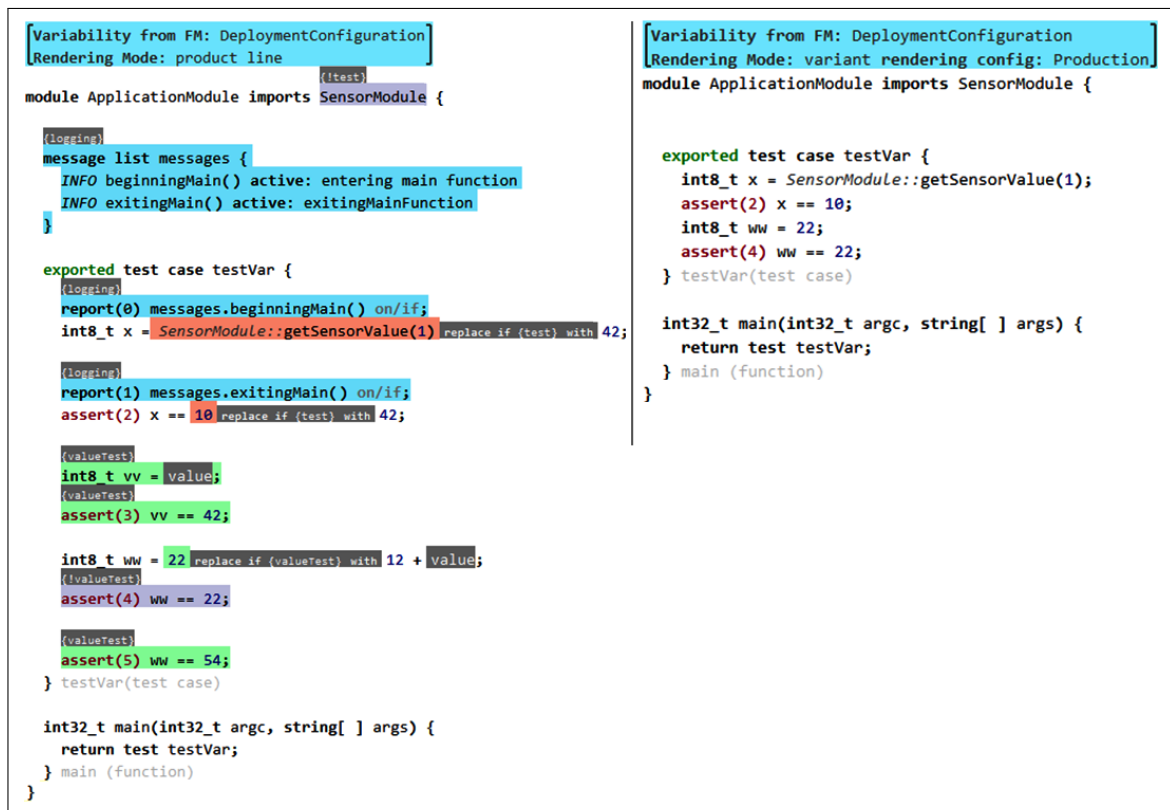 Variability from FM: DeploymentConfiguration
Rendering Mode: product line
{!test}
module ApplicationModule imports SensorModule {
{logging}
message list messages {
INFO beginningMain() active: entering main function
INFO exitingMain() active: exitingMainFunction
}
exported test case testVar {
{logging}
report(0) messages.beginningMain() on/if;
int8_t x = SensorModule::getSensorValue(1) replace if {test} with 42;
{logging}
report(1) messages.exitingMain() on/if;
assert(2) x == 10 replace if {test} with 42;
{valueTest}
int8_t vv = value;
{valueTest}
assert(3) vv == 42;
int8_t ww = 22 replace if {valueTest} with 12 + value;
{!valueTest}
assert(4) ww == 22;
{valueTest}
assert(5) ww == 54;
} testVar(test case)
int32_t main(int32_t argc, string[ ] args) {
return test testVar;
} main (function)
}
Variability from FM: DeploymentConfiguration
Rendering Mode: variant rendering config: Production
module ApplicationModule imports SensorModule {
exported test case testVar {
int8_t x = SensorModule::getSensorValue(1);
assert(2) x == 10;
int8_t ww = 22;
assert(4) ww == 22;
} testVar(test case)
int32_t main(int32_t argc, string[ ] args) {
return test testVar;
} main (function)
}